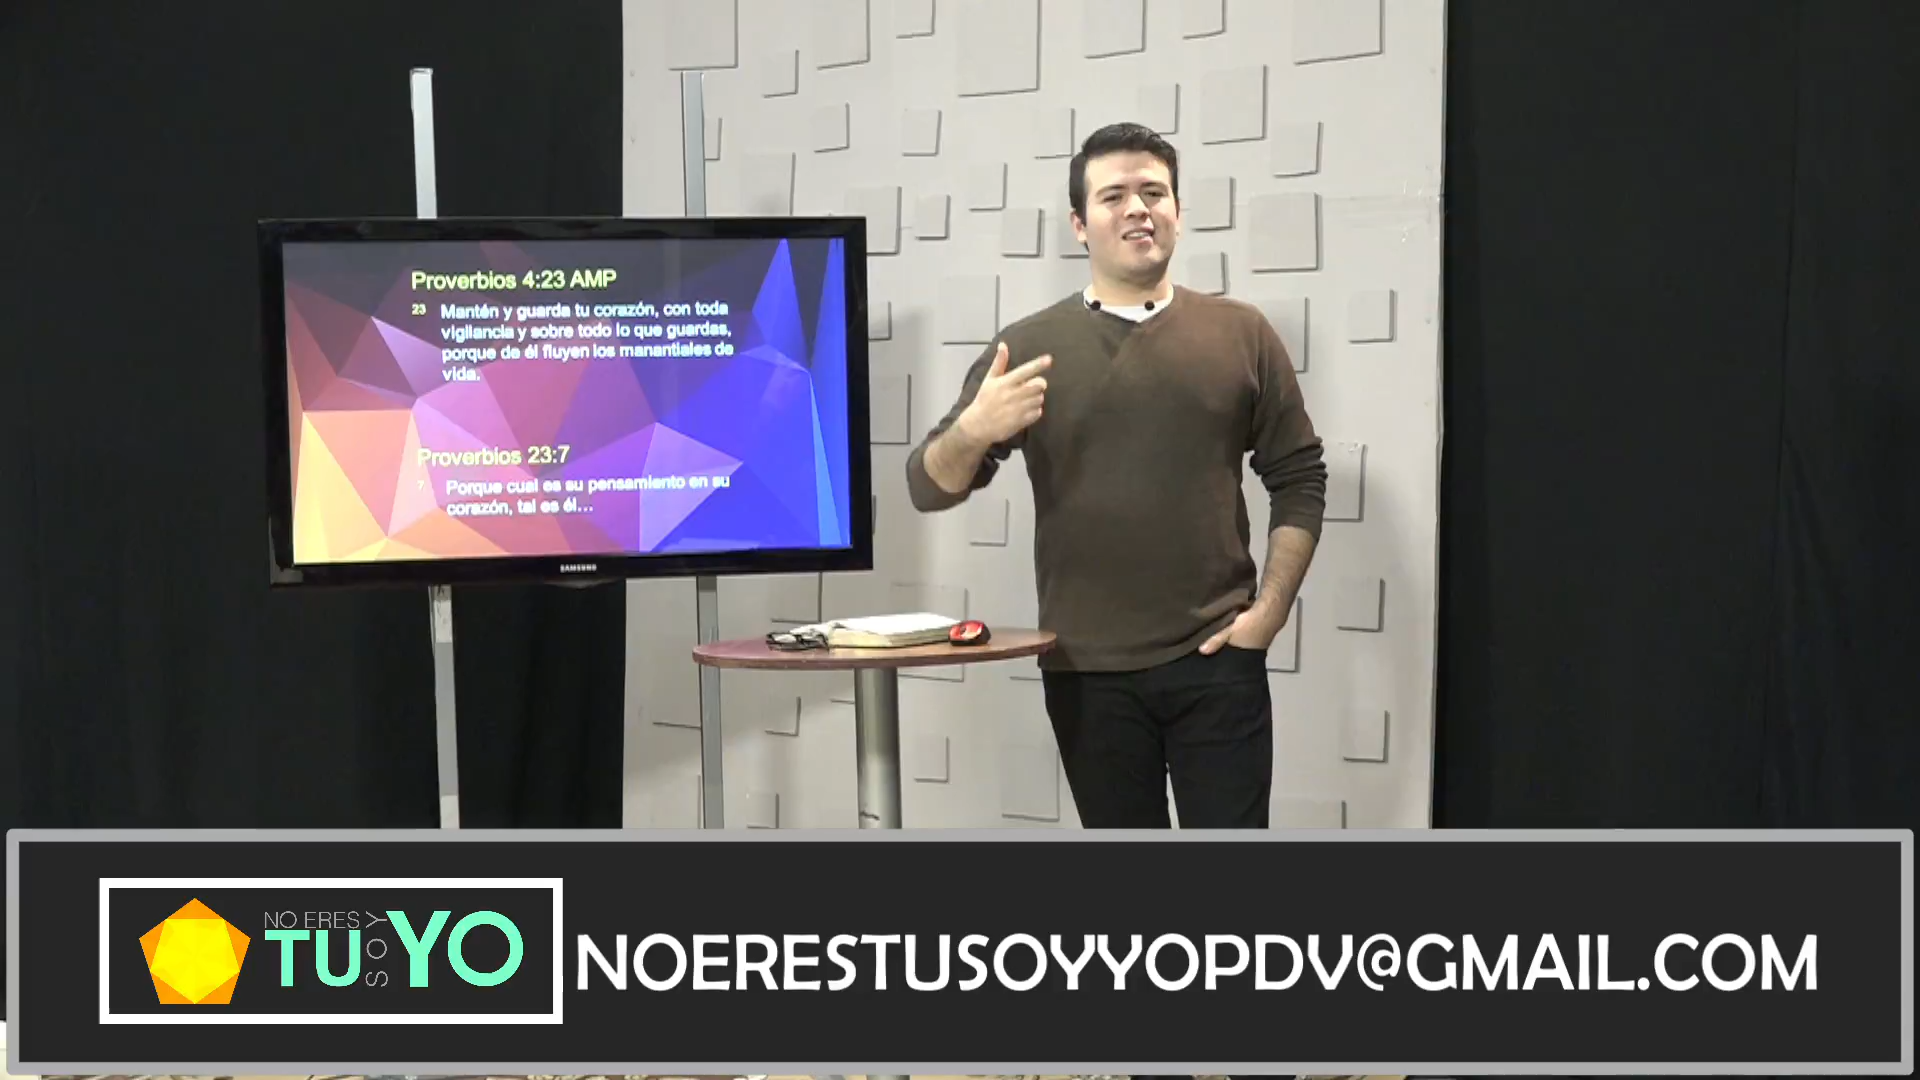 Proverbios 4:23 AMP
23 Mantén y guarda tu corazón, con toda
vigilancia y sobre todo lo que guardas,
porque de él fluyen los manantiales de
vida.
Proverbios 23:7
7 Porque cual es su pensamiento en su
corazón, tal es él...
SAMSUNG
NO ERES
TU SOY YO
NOERESTUSOYYOPDV@GMAIL.COM